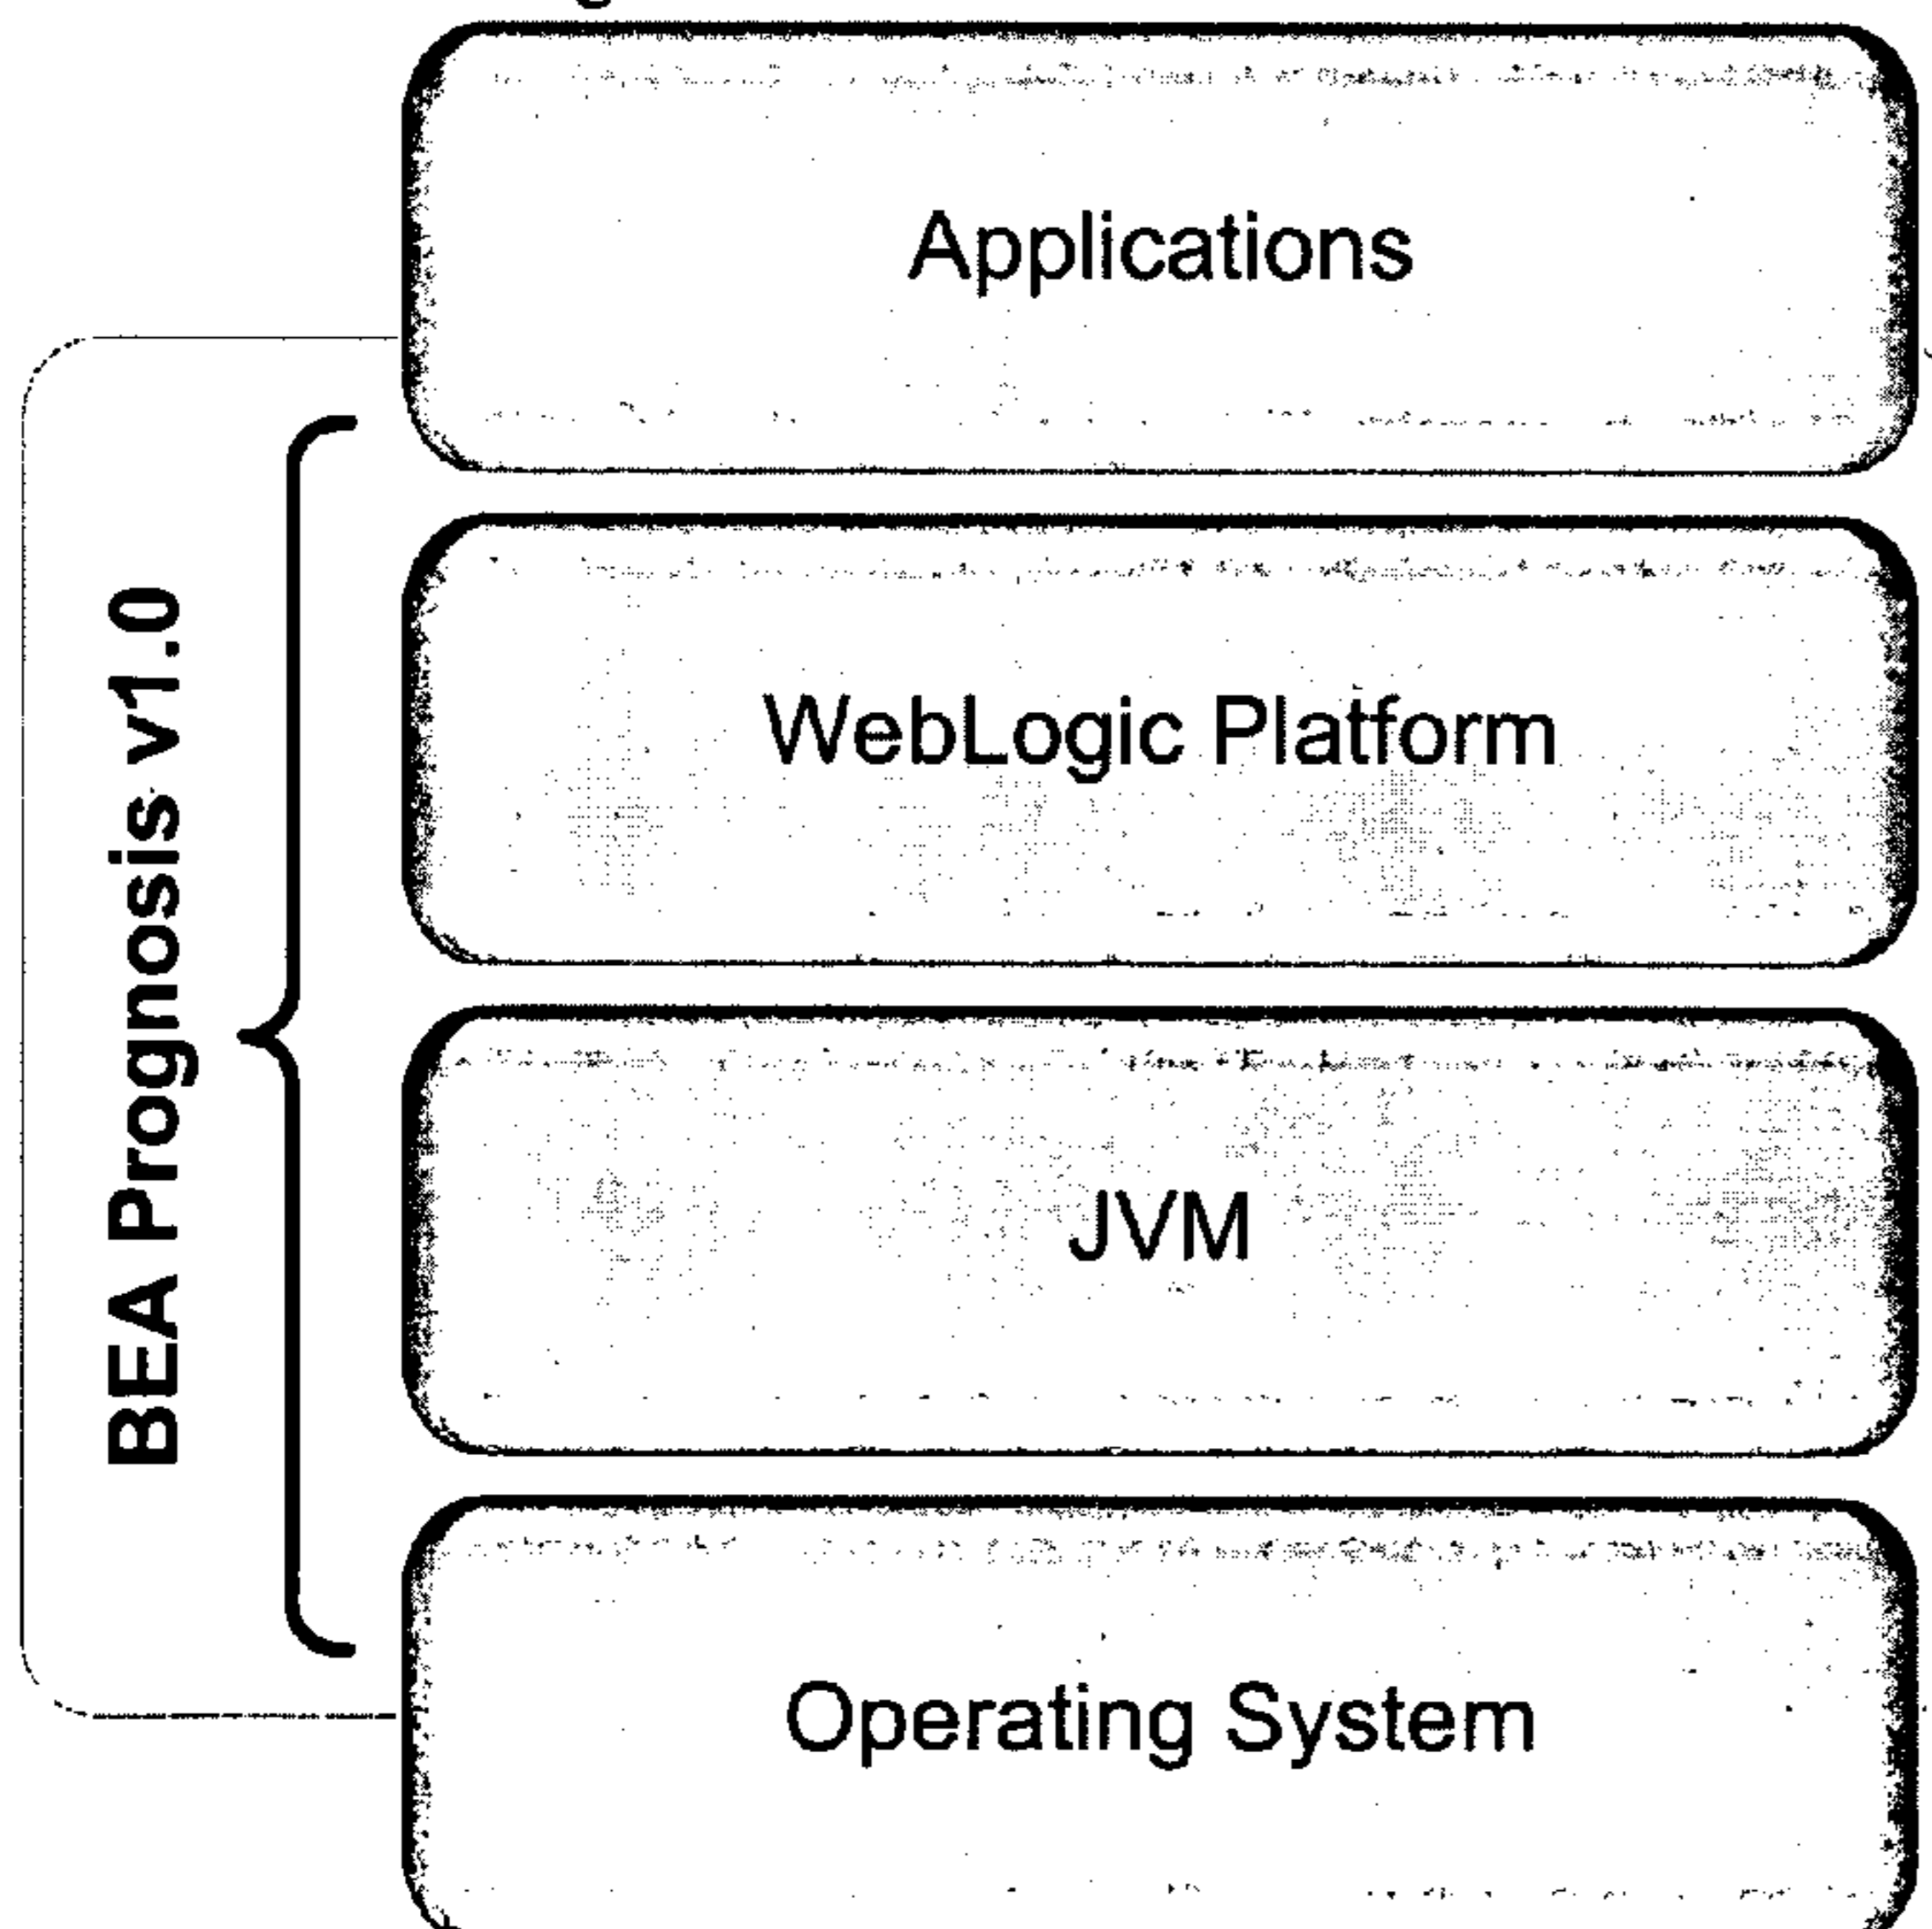 Applications
BEA Prognosis v1.0
WebLogic Platform
JVM
Operating System